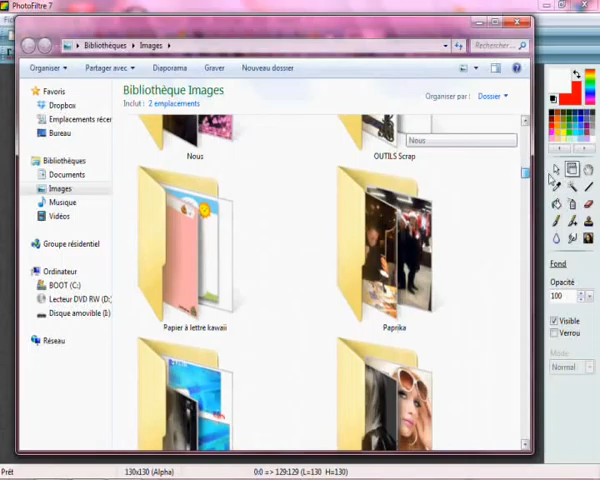 PhotoFiltre 7
Bibliothèques
Images
Rechercher...
Organiser
Partager avec
Diaporama
Graver
Nouveau dossier
Bibliothèque Images
Inclut : 2 emplacements
Organiser par :
Dossier
Favoris
Dropbox
Emplacements récen
Bureau
Bibliothèques
Documents
Images
Musique
Vidéos
Groupe résidentiel
Ordinateur
BOOT (C:)
Lecteur DVD RW (D:
Disque amovible (I:)
Réseau
Nous
OUTILS Scrap
Nous
Papier à lettre kawaii
Paprika
Fond
Opacité
100
Visible
Verrou
Mode:
Normal
Prêt
130x130 (Alpha)
0:0 => 129:129 (L=130 H=130)